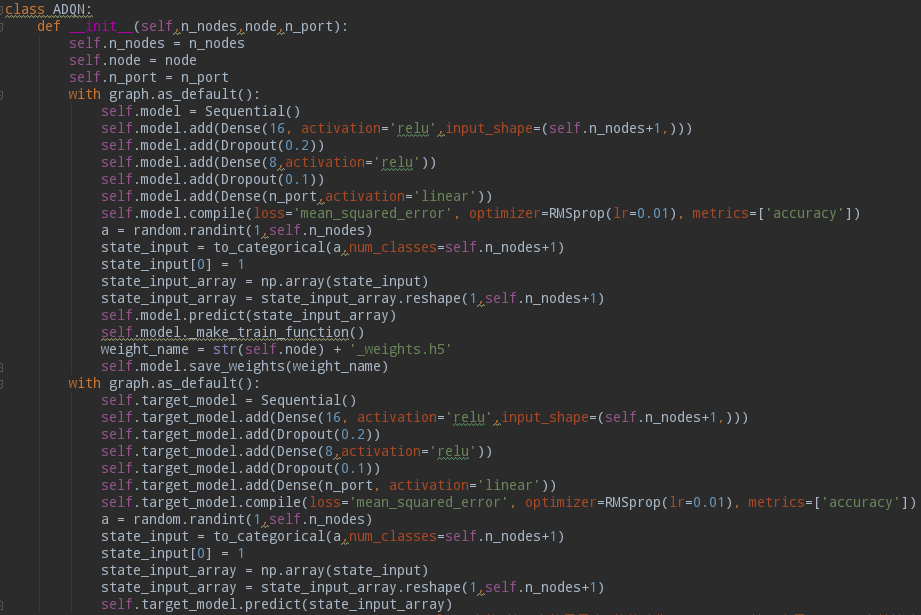 class ADQN:
    def __init__(self,n_nodes,node,n_port):
        self.n_nodes = n_nodes
        self.node = node
        self.n_port = n_port
        with graph.as_default():
            self.model = Sequential()
            self.model.add(Dense(16, activation='relu',input_shape=(self.n_nodes+1,)))
            self.model.add(Dropout(0.2))
            self.model.add(Dense(8,activation='relu'))
            self.model.add(Dropout(0.1))
            self.model.add(Dense(n_port,activation='linear'))
            self.model.compile(loss='mean_squared_error', optimizer=RMSprop(lr=0.01), metrics=['accuracy'])
            a = random.randint(1,self.n_nodes)
            state_input = to_categorical(a,num_classes=self.n_nodes+1)
            state_input[0] = 1
            state_input_array = np.array(state_input)
            state_input_array = state_input_array.reshape(1,self.n_nodes+1)
            self.model.predict(state_input_array)
            self.model._make_train_function()
            weight_name = str(self.node) + '_weights.h5'
            self.model.save_weights(weight_name)
        with graph.as_default():
            self.target_model = Sequential()
            self.target_model.add(Dense(16, activation='relu',input_shape=(self.n_nodes+1,)))
            self.target_model.add(Dropout(0.2))
            self.target_model.add(Dense(8,activation='relu'))
            self.target_model.add(Dropout(0.1))
            self.target_model.add(Dense(n_port, activation='linear'))
            self.target_model.compile(loss='mean_squared_error', optimizer=RMSprop(lr=0.01), metrics=['accuracy'])
            a = random.randint(1,self.n_nodes)
            state_input = to_categorical(a,num_classes=self.n_nodes+1)
            state_input[0] = 1
            state_input_array = np.array(state_input)
            state_input_array = state_input_array.reshape(1,self.n_nodes+1)
            self.target_model.predict(state_input_array)